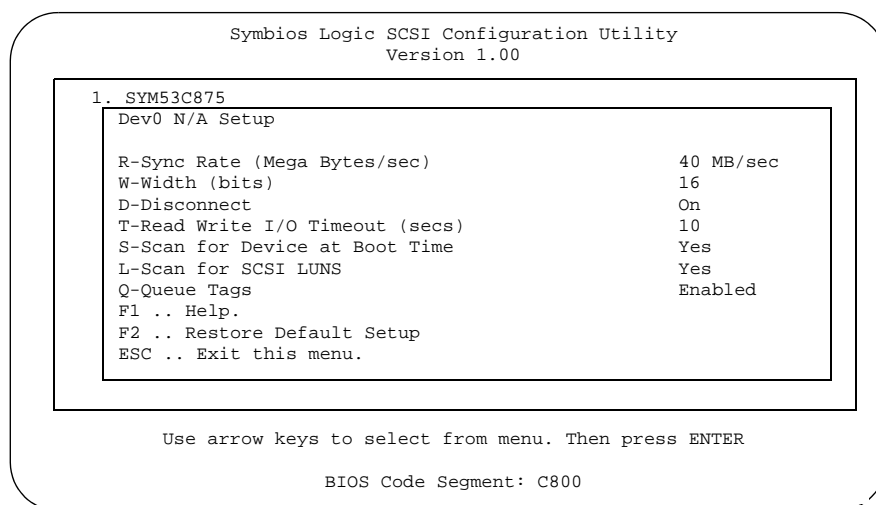 Symbios Logic SCSI Configuration Utility
Version 1.00
1. SYM53C875
Dev0 N/A Setup
R-Sync Rate (Mega Bytes/sec) 40 MB/sec
W-Width (bits) 16
D-Disconnect On
T-Read Write I/O Timeout (secs) 10
S-Scan for Device at Boot Time Yes
L-Scan for SCSI LUNS Yes
Q-Queue Tags Enabled
F1 .. Help.
F2 .. Restore Default Setup
ESC .. Exit this menu.
Use arrow keys to select from menu. Then press ENTER
BIOS Code Segment: C800